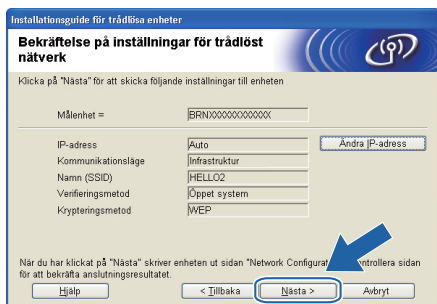 Installationsguide för trådlösa enheter
Bekräftelse på inställningar för trådlöst
nätverk
Klicka på "Nästa" för att skicka följande inställningar till enheten
Målenhet =
BRNXXXXXXXXXXXX
IP-adress
Auto
Ändra IP-adress
Kommunikationsläge
Infrastruktur
Namn (SSID)
HELLO2
Verifieringsmetod
Öppet system
Krypteringsmetod
WEP
När du har klickat på "Nästa" skriver enheten ut sidan "Network Configurat ntrollera sidan
för att bekräfta anslutningsresultatet.
Hjälp
< Tillbaka
Nästa >
Avbryt